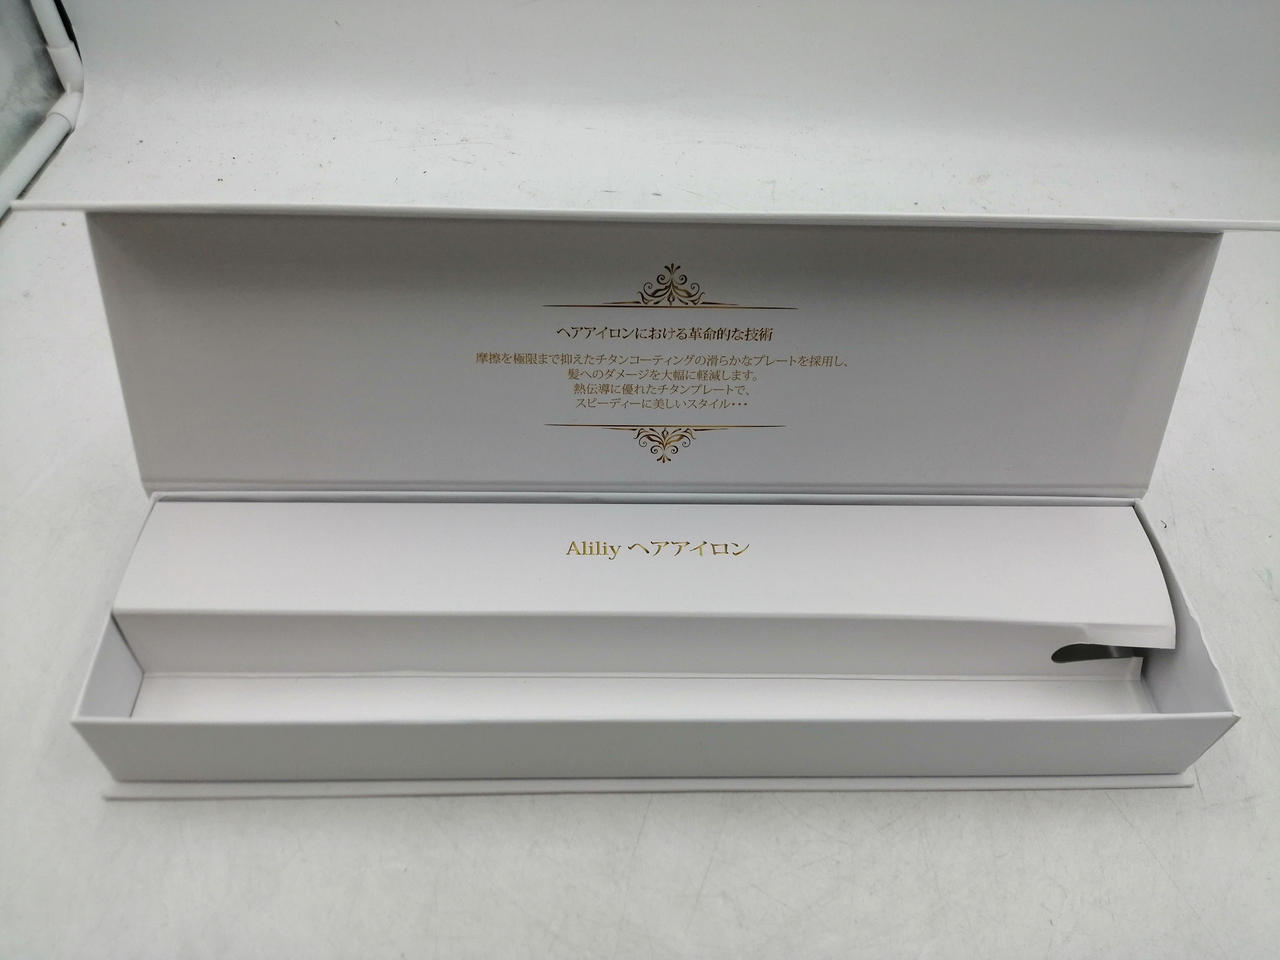 ヘアアイロンにおける革命的な技術
摩擦を極限まで抑えたチタンコーティングの滑らかなプレートを採用し、
髪へのダメージを大幅に軽減します。
熱伝導に優れたチタンプレートで、
スピーディーに美しいスタイル・・・
Aliliy ヘアアイロン